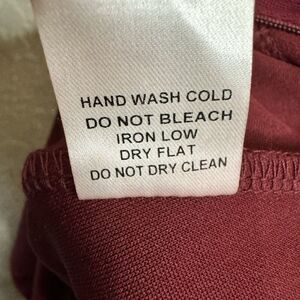 HAND WASH COLD
DO NOT BLEACH
IRON LOW
DRY FLAT
DO NOT DRY CLEAN